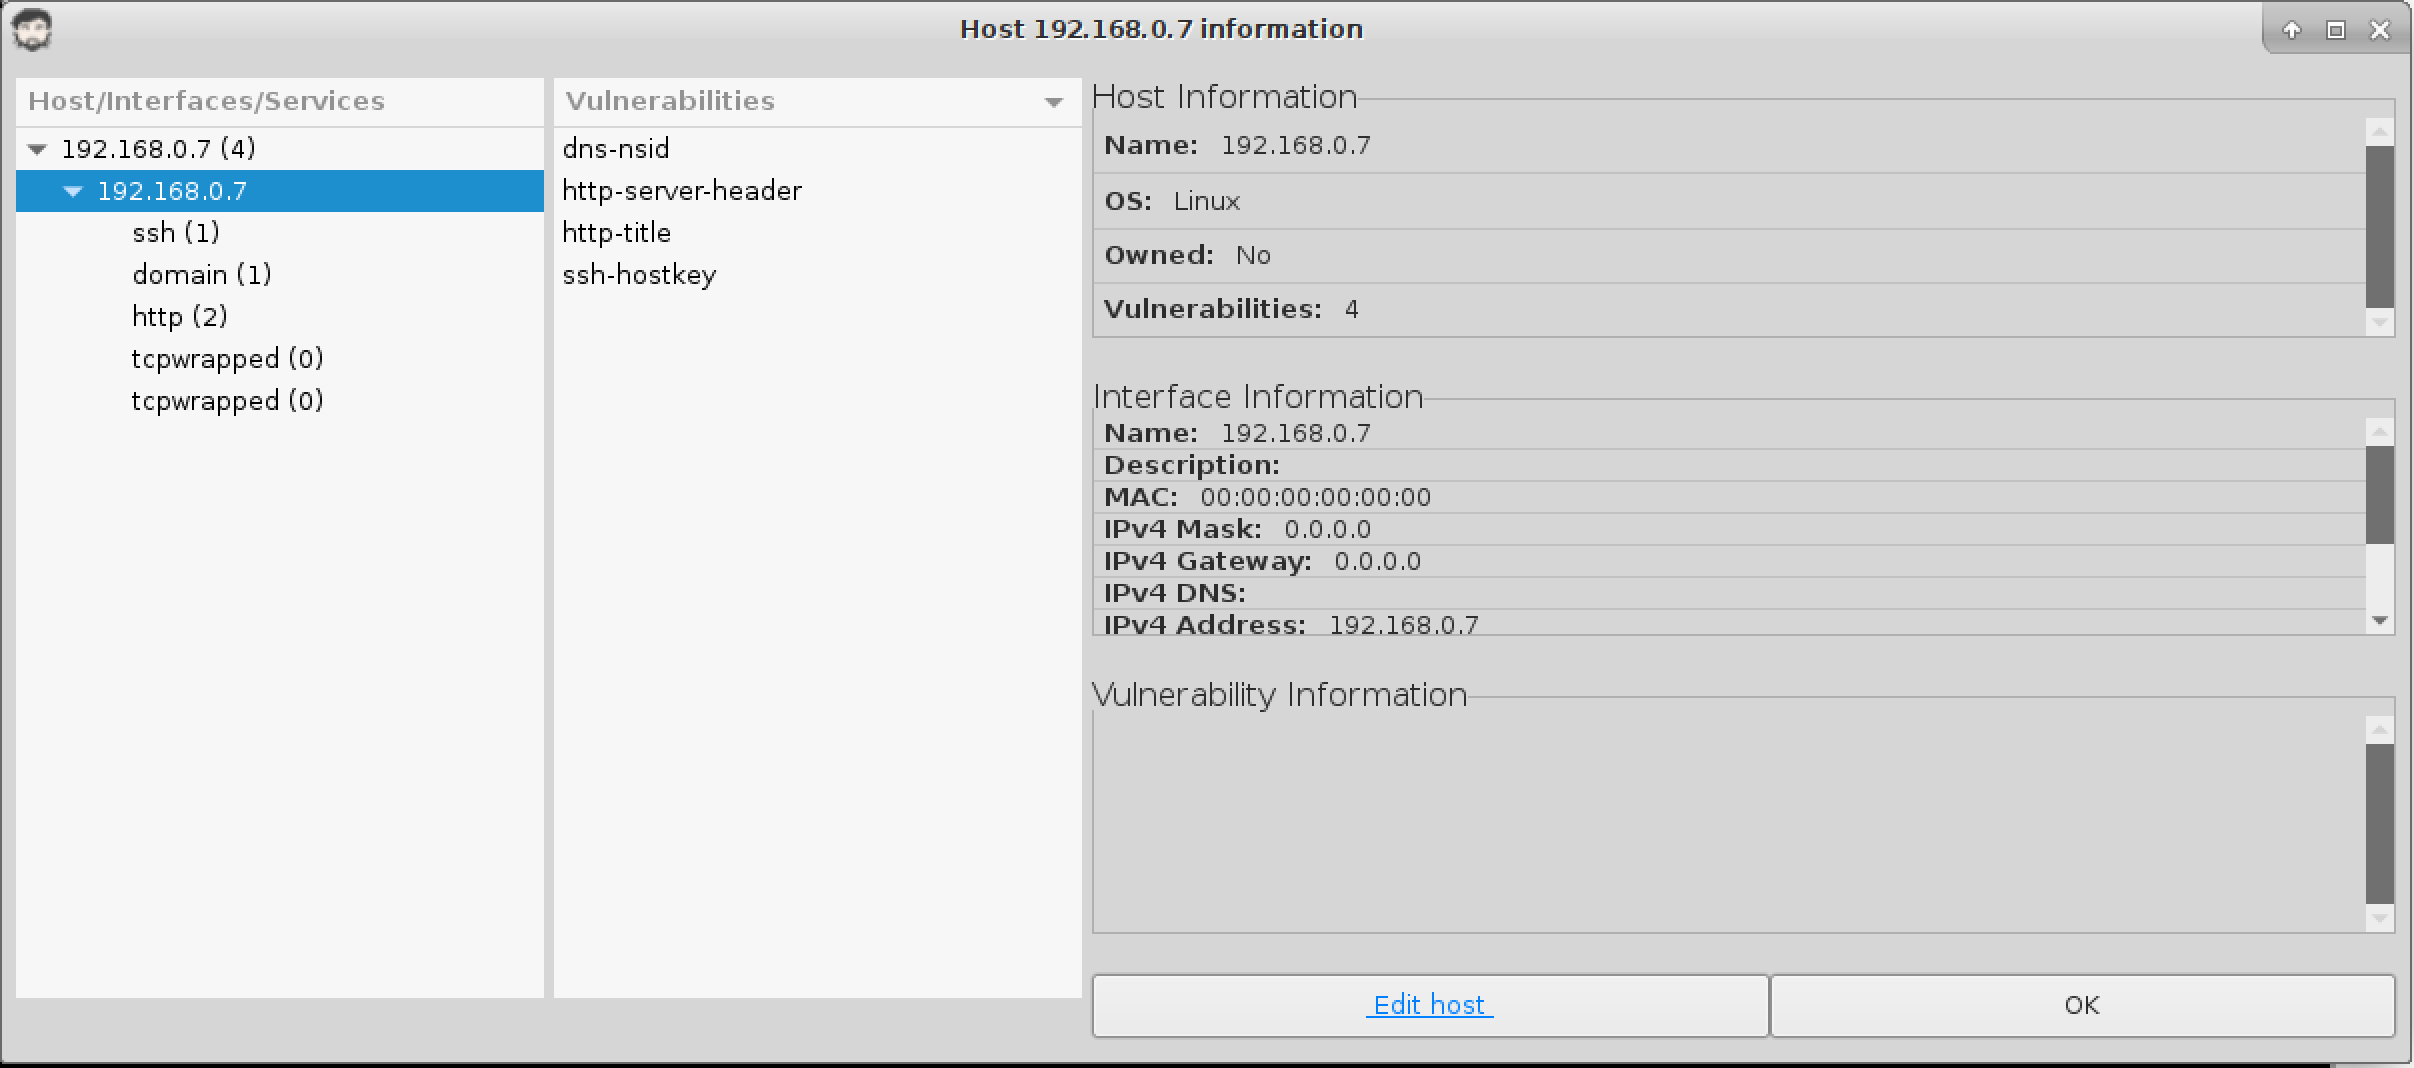 Host 192.168.0.7 information
Host/Interfaces/Services
192.168.0.7 (4)
192.168.0.7
ssh (1)
domain (1)
http (2)
tcpwrapped (0)
tcpwrapped (0)
Vulnerabilities
dns-nsid
http-server-header
http-title
ssh-hostkey
Host Information
Name: 192.168.0.7
OS: Linux
Owned: No
Vulnerabilities: 4
Interface Information
Name: 192.168.0.7
Description:
MAC: 00:00:00:00:00:00
IPv4 Mask: 0.0.0.0
IPv4 Gateway: 0.0.0.0
IPv4 DNS:
IPv4 Address: 192.168.0.7
Vulnerability Information
Edit host
OK